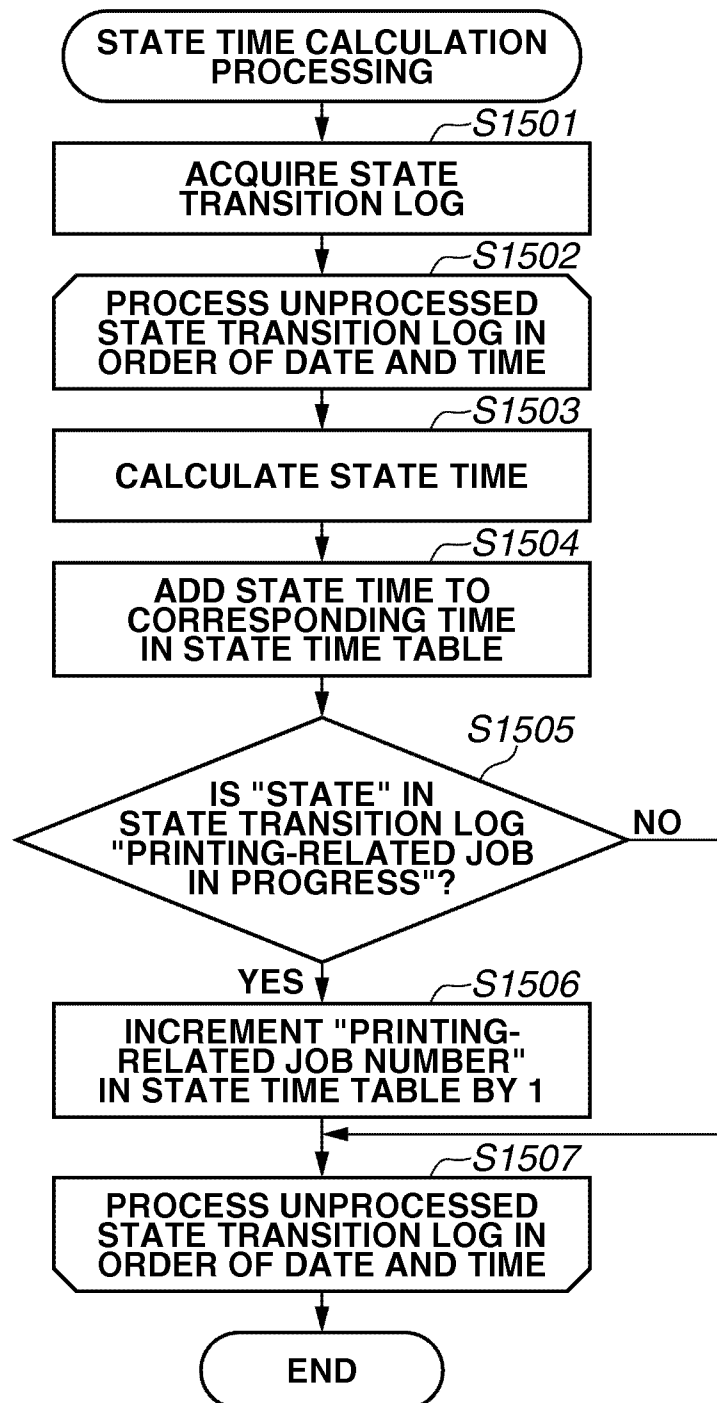 STATE TIME CALCULATION
PROCESSING
S1501
ACQUIRE STATE
TRANSITION LOG
S1502
PROCESS UNPROCESSED
STATE TRANSITION LOG IN
ORDER OF DATE AND TIME
S1503
CALCULATE STATE TIME
S1504
ADD STATE TIME TO
CORRESPONDING TIME
IN STATE TIME TABLE
S1505
IS "STATE" IN
STATE TRANSITION LOG
"PRINTING-RELATED JOB
IN PROGRESS"?
NO
YES
S1506
INCREMENT "PRINTING-
RELATED JOB NUMBER"
IN STATE TIME TABLE BY 1
S1507
PROCESS UNPROCESSED
STATE TRANSITION LOG IN
ORDER OF DATE AND TIME
END